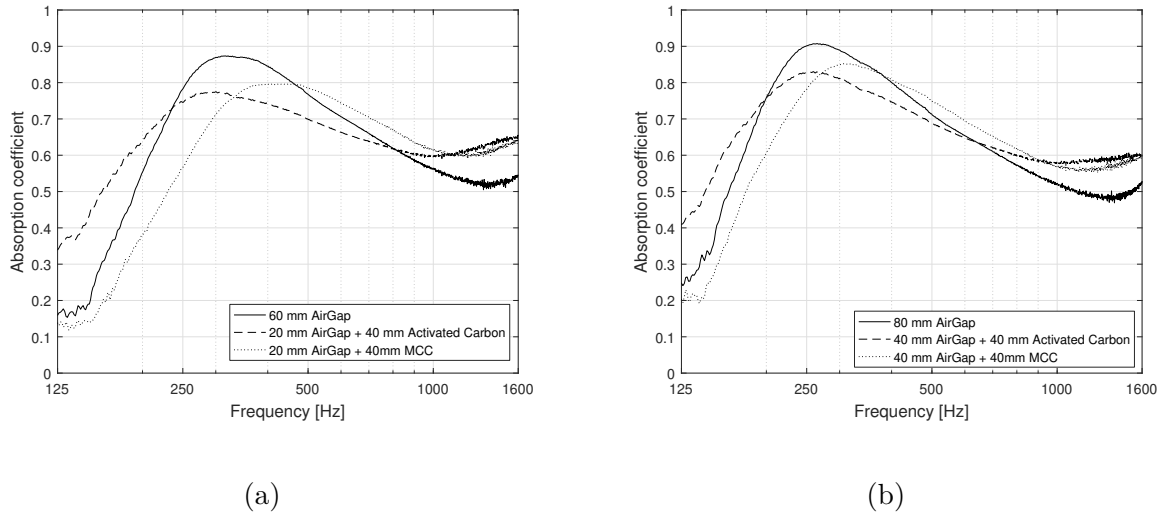 1
0.9
0.8
0.7
0.6
0.5
0.4
0.3
0.2
0.1
0
Absorption coefficient
60 mm AirGap
20 mm AirGap + 40 mm Activated Carbon
20 mm AirGap + 40mm MCC
125 250 500 1000 1600
Frequency [Hz]
(a)
1
0.9
0.8
0.7
0.6
0.5
0.4
0.3
0.2
0.1
0
Absorption coefficient
80 mm AirGap
40 mm AirGap + 40 mm Activated Carbon
40 mm AirGap + 40mm MCC
125 250 500 1000 1600
Frequency [Hz]
(b)